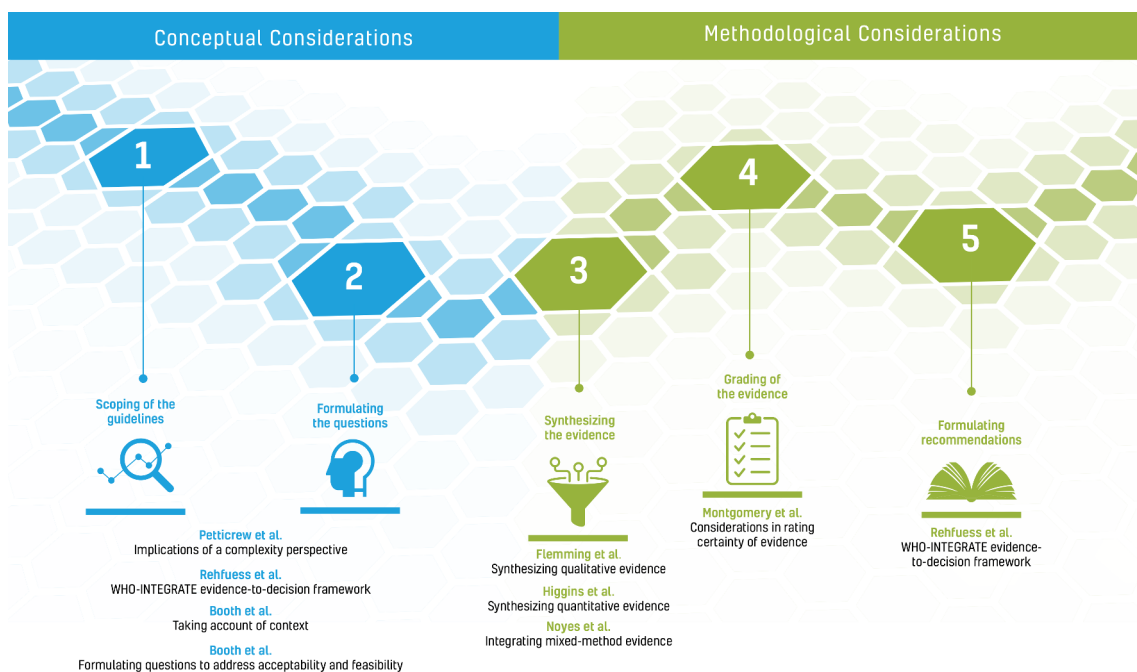 Conceptual Considerations
Methodological Considerations
1
2
3
4
5
Scoping of the
guidelines
Formulating
the questions
Petticrew et al.
Implications of a complexity perspective
Rehfuess et al.
WHO-INTEGRATE evidence-to-decision framework
Booth et al.
Taking account of context
Booth et al.
Formulating questions to address acceptability and feasibility
Synthesizing
the evidence
Flemming et al.
Synthesizing qualitative evidence
Higgins et al.
Synthesizing quantitative evidence
Noyes et al.
Integrating mixed-method evidence
Grading of
the evidence
Montgomery et al.
Considerations in rating
certainty of evidence
Formulating
recommendations
Rehfuess et al.
WHO-INTEGRATE evidence-
to-decision framework